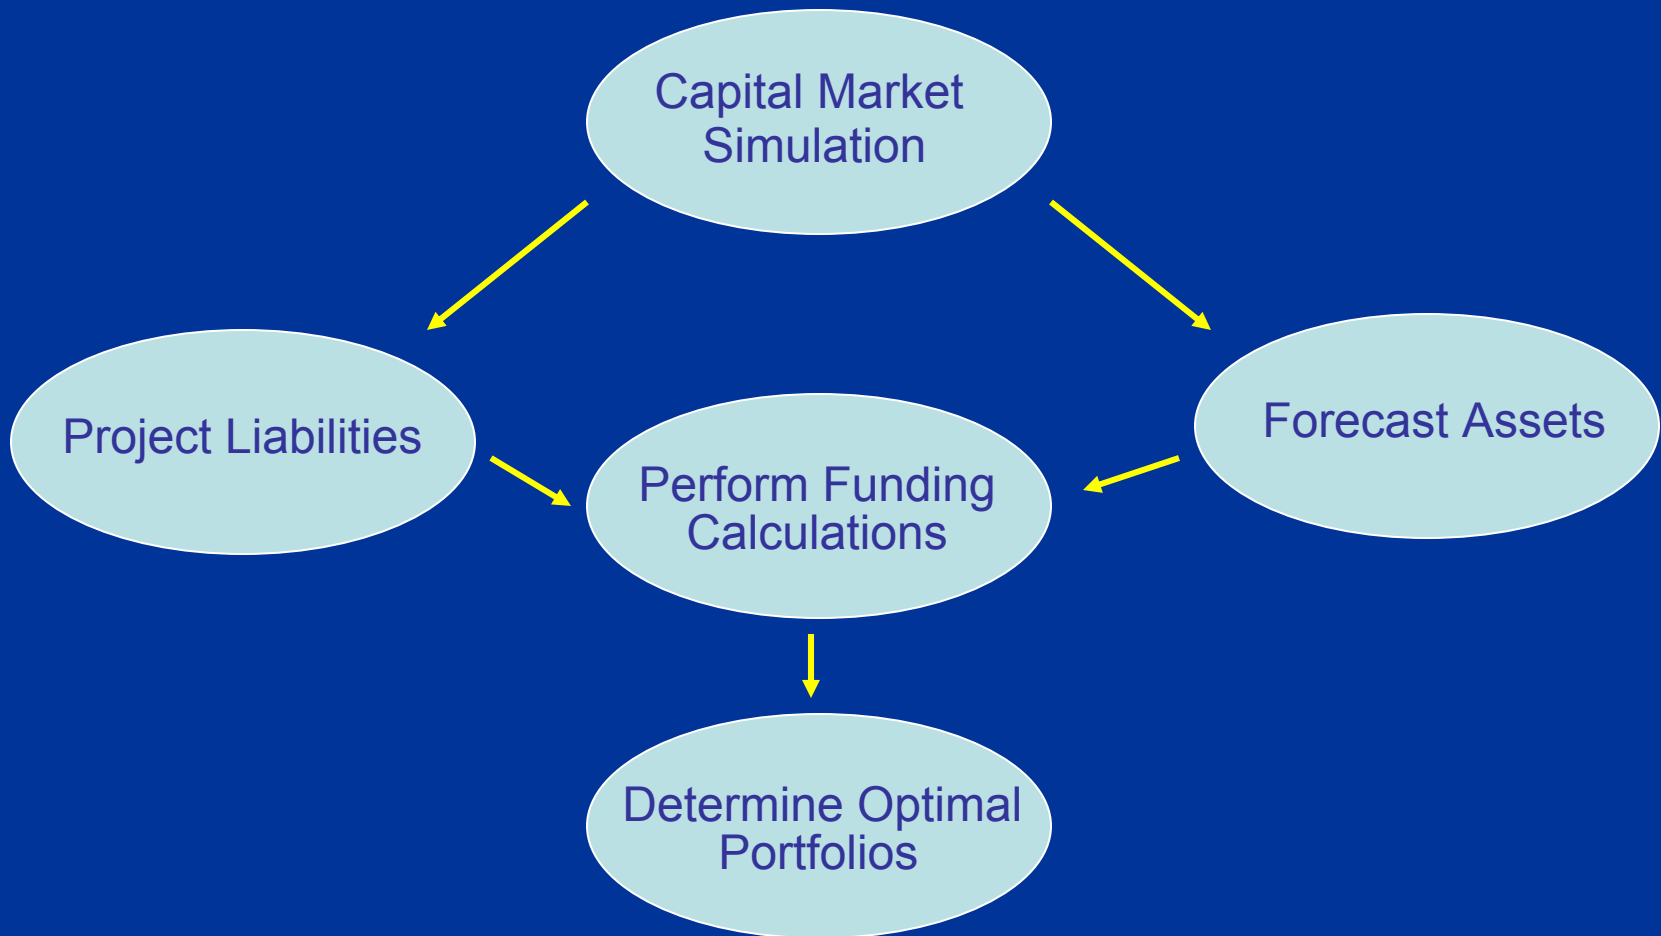 Capital Market
Simulation
Project Liabilities
Forecast Assets
Perform Funding
Calculations
Determine Optimal
Portfolios